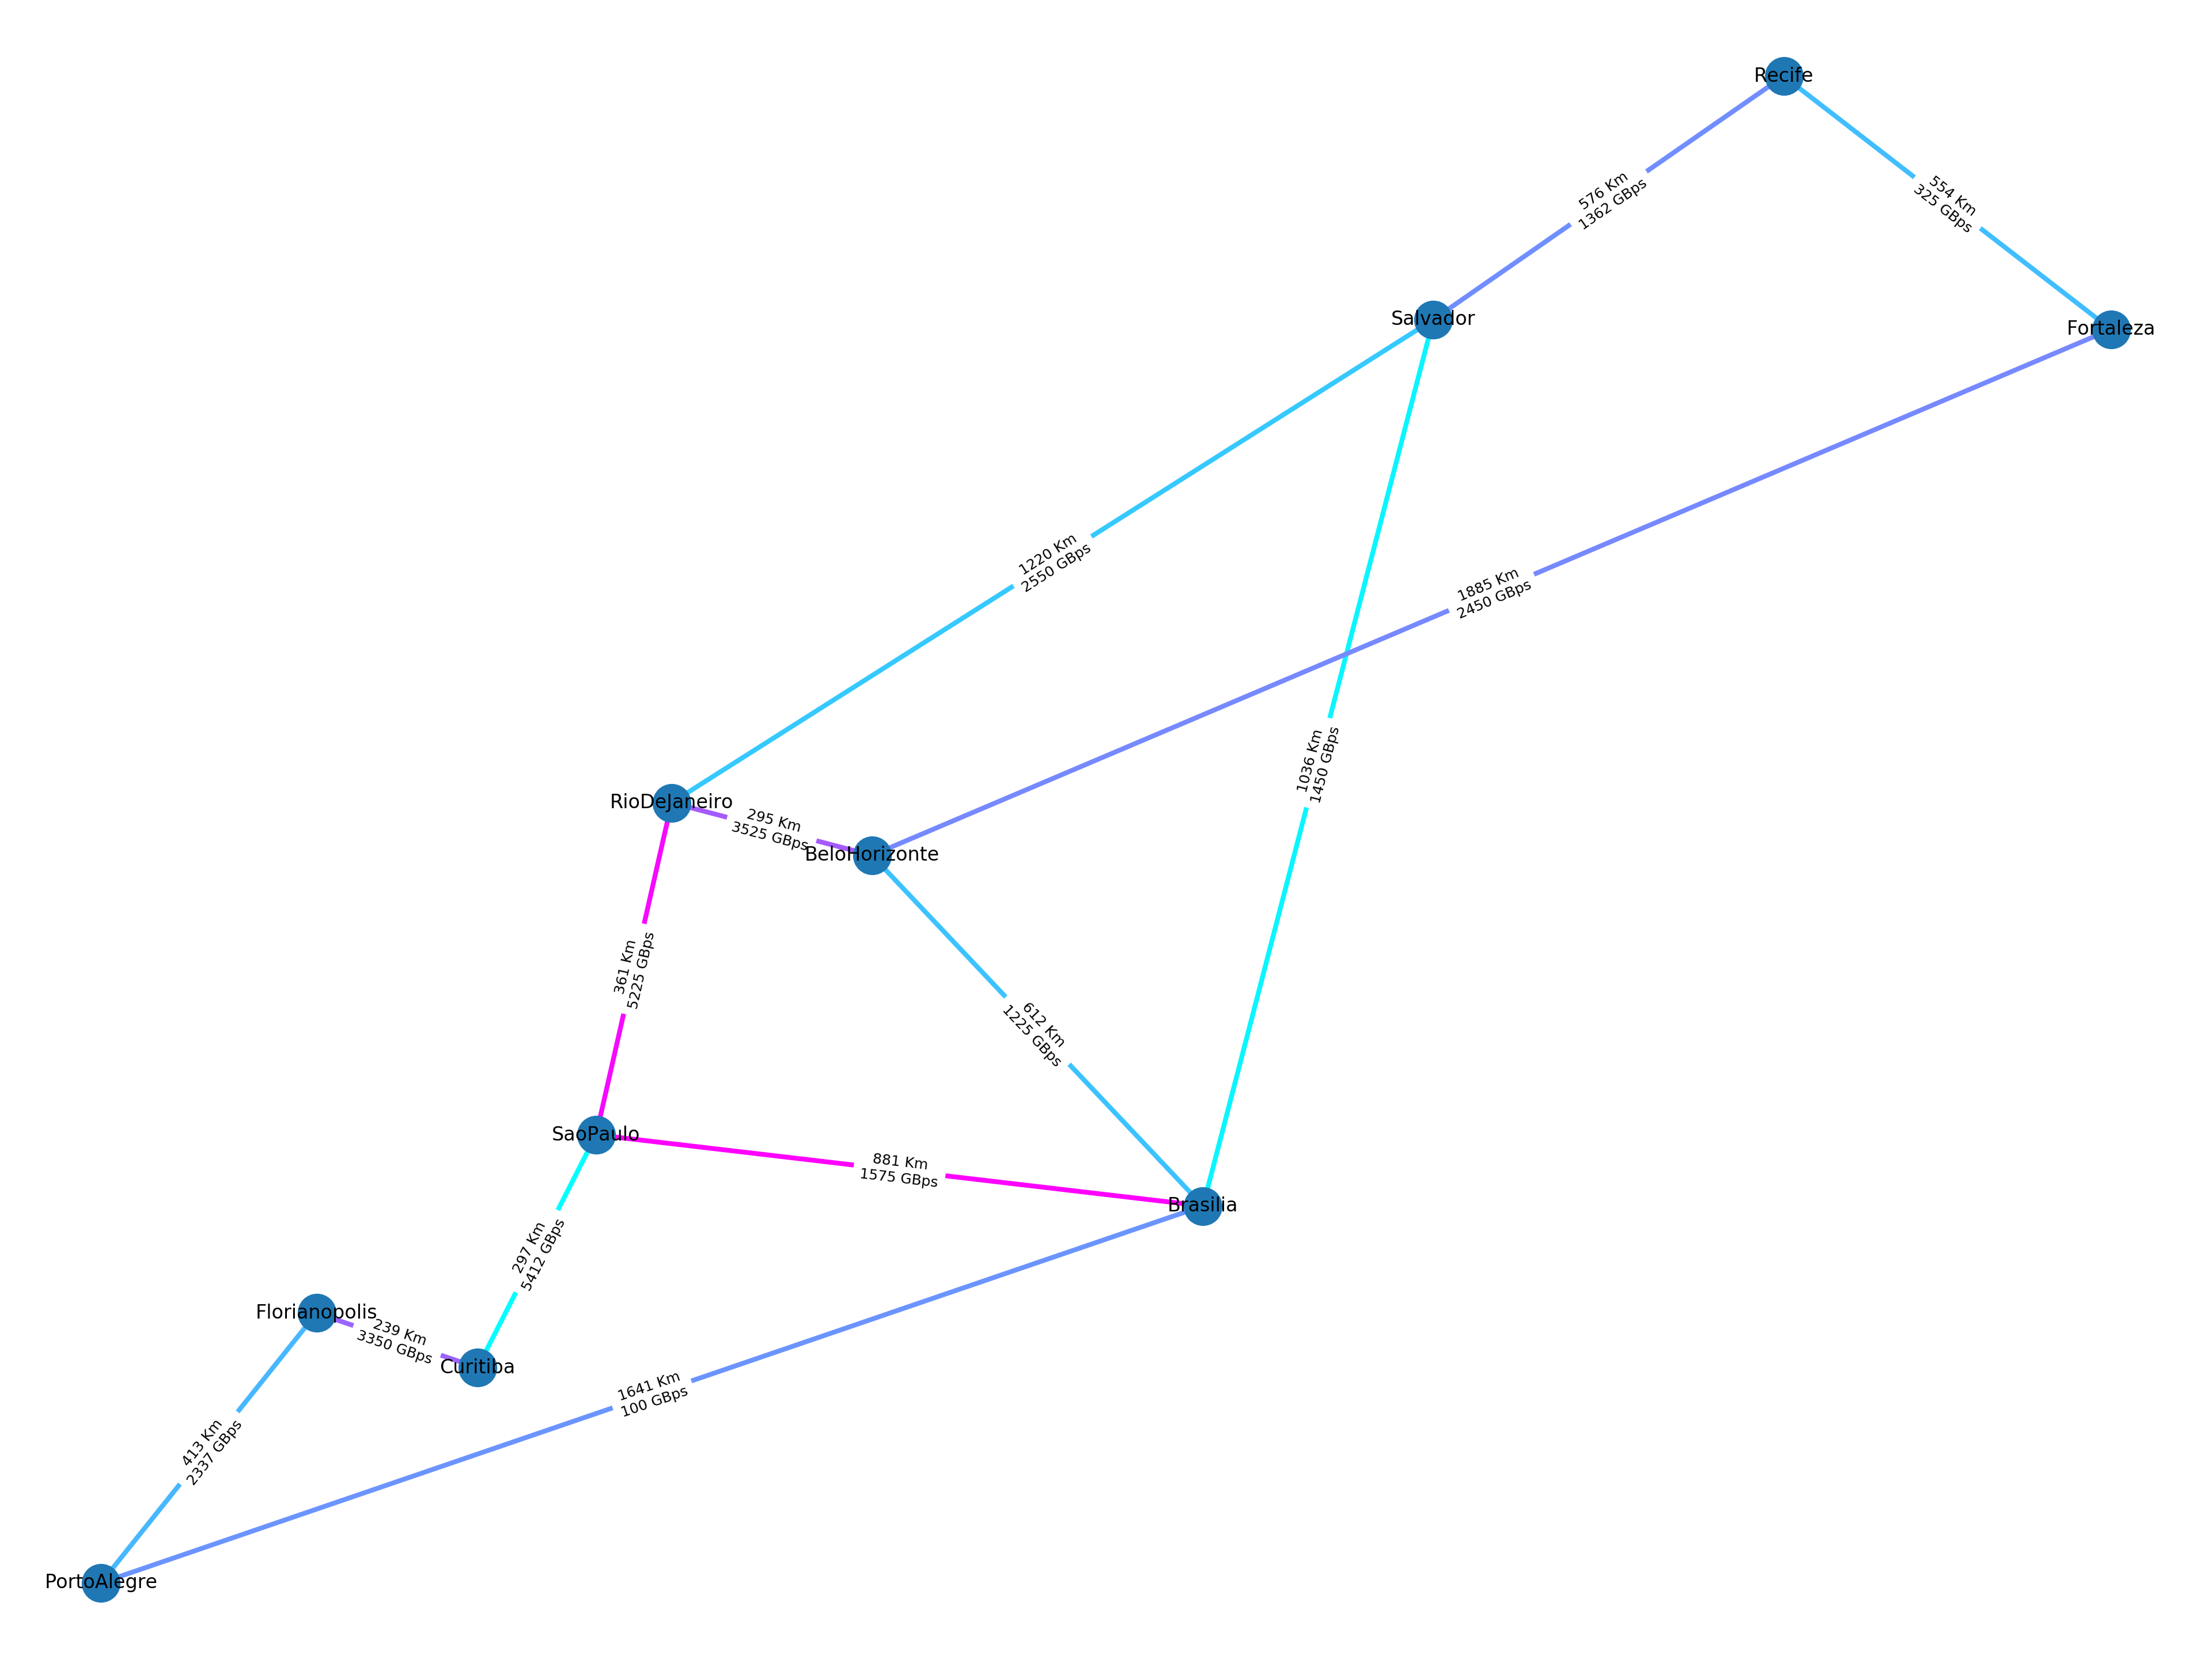 Recife
576 Km
1362 GBps
554 Km
325 GBps
Salvador
Fortaleza
1220 Km
2550 GBps
1885 Km
2450 GBps
1036 Km
1450 GBps
RioDeJaneiro
295 Km
3525 GBps
BeloHorizonte
361 Km
5225 GBps
612 Km
1225 GBps
SaoPaulo
881 Km
1575 GBps
Brasilia
297 Km
5412 GBps
Florianopolis
239 Km
3350 GBps
Curitiba
1641 Km
100 GBps
413 Km
2337 GBps
PortoAlegre